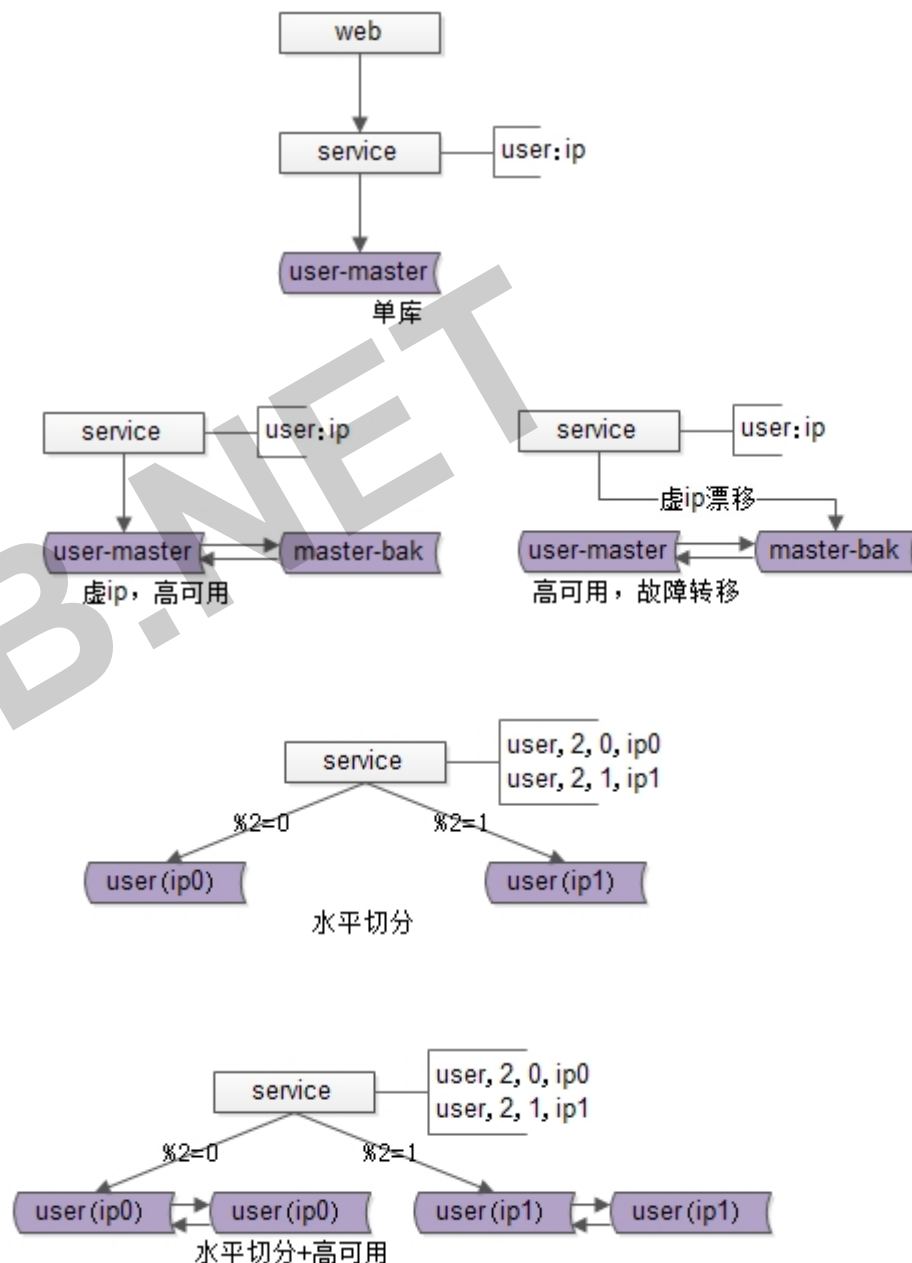 web
service
user:ip
user-master
单库
service
user:ip
user-master
master-bak
虚ip，高可用
service
user:ip
虚ip漂移
user-master
master-bak
高可用，故障转移
service
user, 2, 0, ip0
user, 2, 1, ip1
%2=0
%2=1
user(ip0)
user(ip1)
水平切分
service
user, 2, 0, ip0
user, 2, 1, ip1
%2=0
%2=1
user(ip0)
user(ip0)
user(ip1)
user(ip1)
水平切分+高可用
B.NET